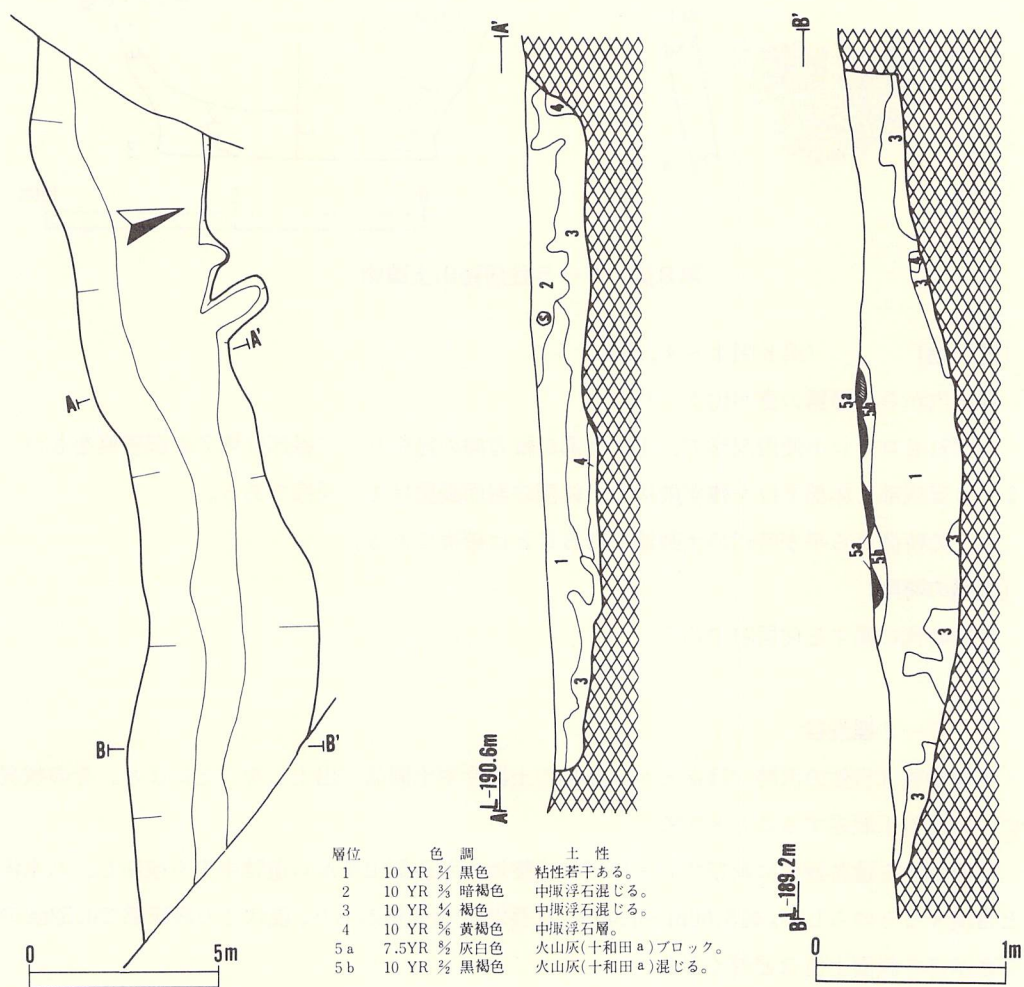 A'
B'
4
3
2
S
4
1
3
A
L-190.6m
3
4
3
5a
5b
1
5a
5b
3
3
3
B
L-189.2m
A'
A
B
B'
層位 色調 土性
1 10 YR 2/1 黒色 粘性若干ある。
2 10 YR 3/3 暗褐色 中掫浮石混じる。
3 10 YR 4/4 褐色 中掫浮石混じる。
4 10 YR 5/6 黄褐色 中掫浮石層。
5a 7.5YR 8/2 灰白色 火山灰(十和田a)ブロック。
5b 10 YR 2/2 黒褐色 火山灰(十和田a)混じる。
0 5m
0 1m